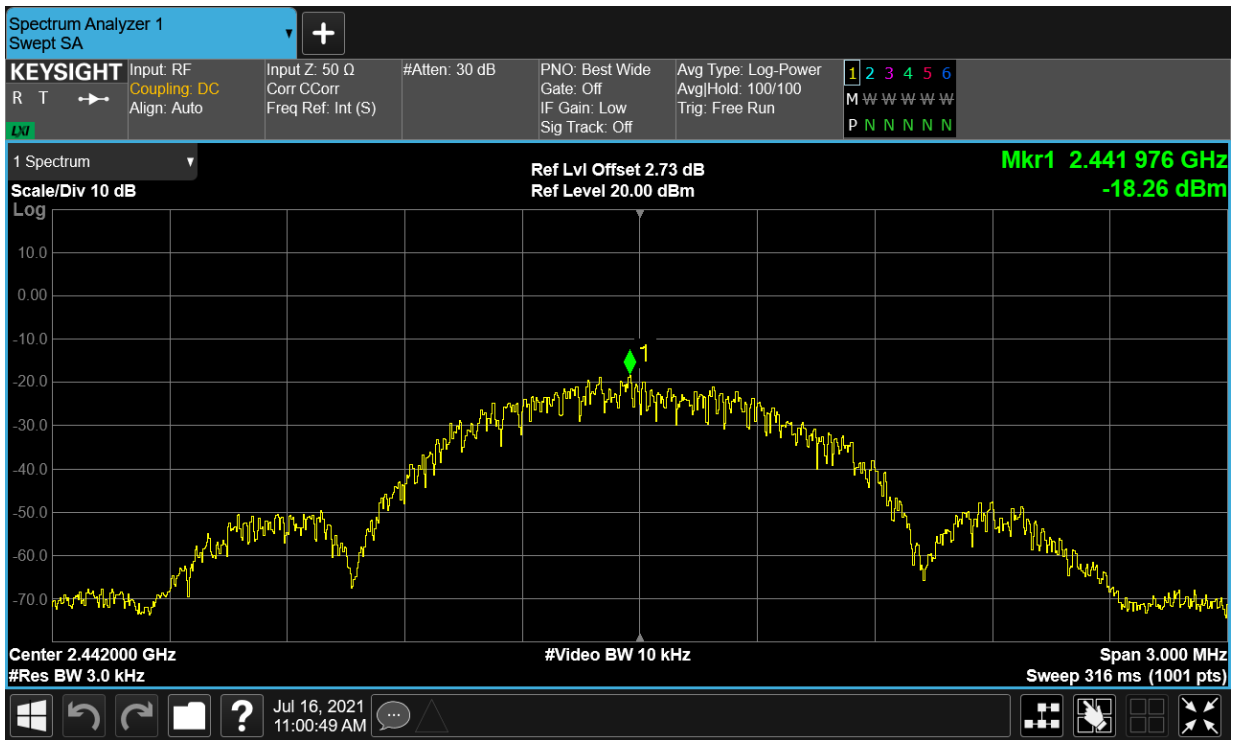 Spectrum Analyzer 1
Swept SA
+
KEYSIGHT
R T
LXI
Input: RF
Coupling: DC
Align: Auto
Input Z: 50 Ω
Corr CCorr
Freq Ref: Int (S)
#Atten: 30 dB
PNO: Best Wide
Gate: Off
IF Gain: Low
Sig Track: Off
Avg Type: Log-Power
Avg|Hold: 100/100
Trig: Free Run
1 2 3 4 5 6
M W W W W W
P N N N N N
1 Spectrum
Scale/Div 10 dB
Log
Ref Lvl Offset 2.73 dB
Ref Level 20.00 dBm
Mkr1 2.441 976 GHz
-18.26 dBm
10.0
0.00
-10.0
1
-20.0
-30.0
-40.0
-50.0
-60.0
-70.0
Center 2.442000 GHz
#Video BW 10 kHz
Span 3.000 MHz
#Res BW 3.0 kHz
Sweep 316 ms (1001 pts)
?
Jul 16, 2021
11:00:49 AM